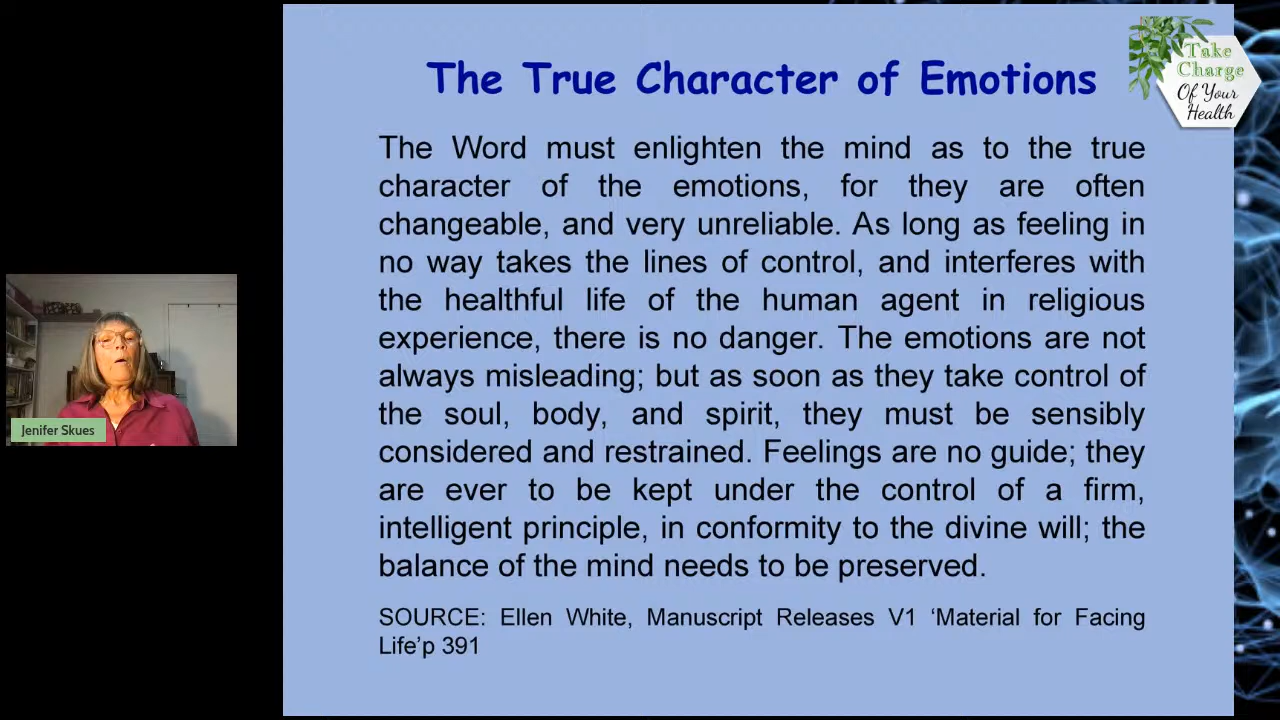 The True Character of Emotions
Take
Charge
Of Your
Health
The Word must enlighten the mind as to the true
character of the emotions, for they are often
changeable, and very unreliable. As long as feeling in
no way takes the lines of control, and interferes with
the healthful life of the human agent in religious
experience, there is no danger. The emotions are not
always misleading; but as soon as they take control of
the soul, body, and spirit, they must be sensibly
considered and restrained. Feelings are no guide; they
are ever to be kept under the control of a firm,
intelligent principle, in conformity to the divine will; the
balance of the mind needs to be preserved.
SOURCE: Ellen White, Manuscript Releases V1 ‘Material for Facing
Life’p 391
Jenifer Skues